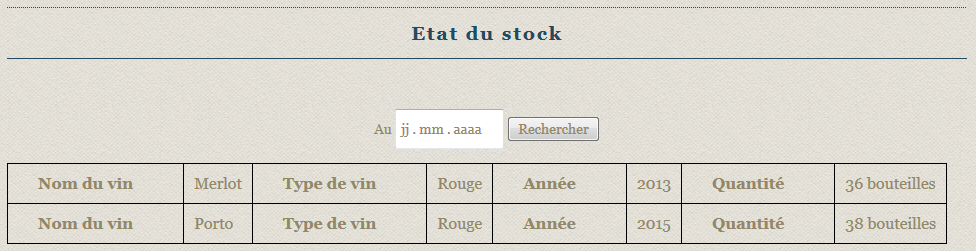 Etat du stock
Au jj . mm . aaaa Rechercher
Nom du vin Merlot Type de vin Rouge Année 2013 Quantité 36 bouteilles
Nom du vin Porto Type de vin Rouge Année 2015 Quantité 38 bouteilles